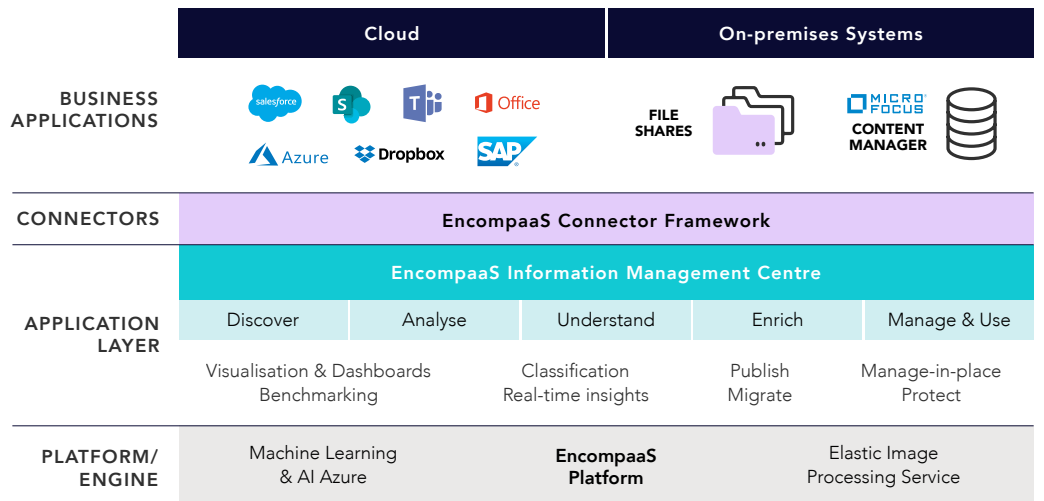 Cloud
On-premises Systems
BUSINESS
APPLICATIONS
salesforce
S
T
Office
Azure
Dropbox
SAP
FILE
SHARES
MICRO
FOCUS
CONTENT
MANAGER
CONNECTORS
EncompaaS Connector Framework
APPLICATION
LAYER
EncompaaS Information Management Centre
Discover
Analyse
Understand
Enrich
Manage & Use
Visualisation & Dashboards
Benchmarking
Classification
Real-time insights
Publish
Migrate
Manage-in-place
Protect
PLATFORM/
ENGINE
Machine Learning
& AI Azure
EncompaaS
Platform
Elastic Image
Processing Service